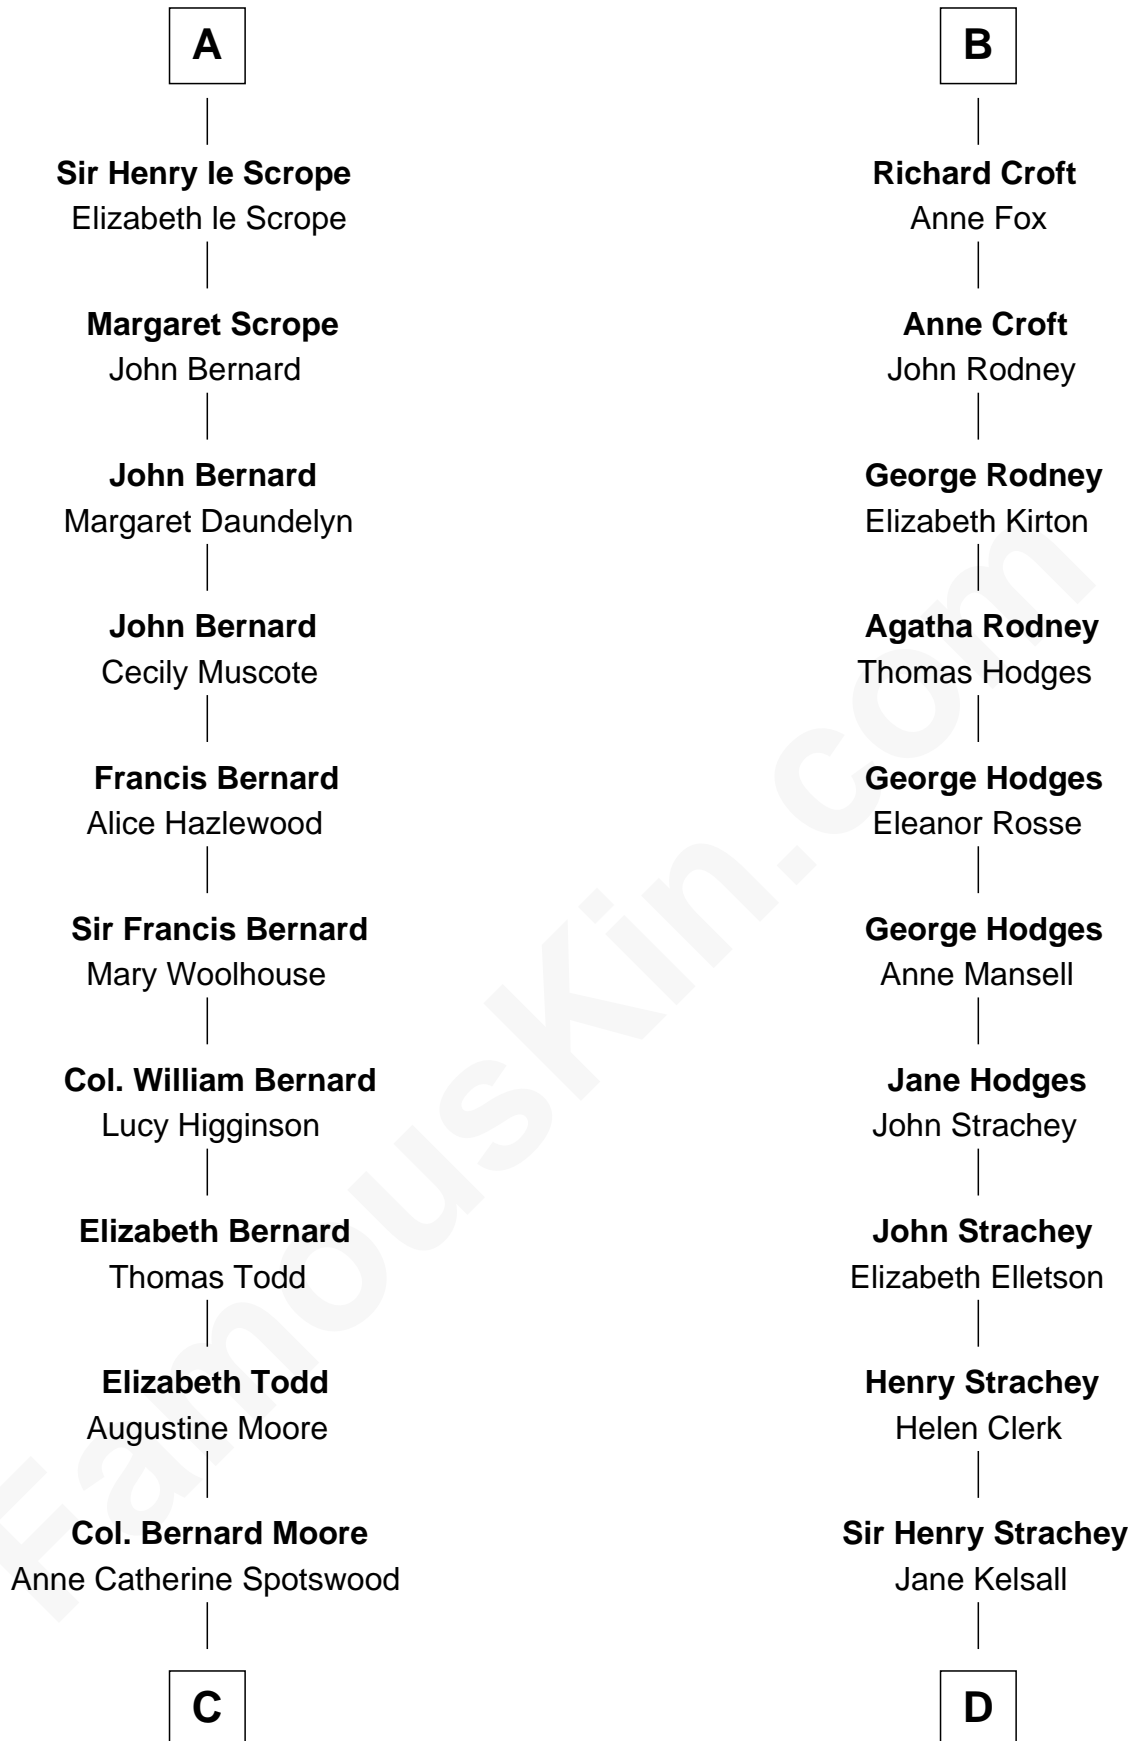 A
Sir Henry le Scrope
Elizabeth le Scrope
Margaret Scrope
John Bernard
John Bernard
Margaret Daundelyn
John Bernard
Cecily Muscote
Francis Bernard
Alice Hazlewood
Sir Francis Bernard
Mary Woolhouse
Col. William Bernard
Lucy Higginson
Elizabeth Bernard
Thomas Todd
Elizabeth Todd
Augustine Moore
Col. Bernard Moore
Anne Catherine Spotswood
C
B
Richard Croft
Anne Fox
Anne Croft
John Rodney
George Rodney
Elizabeth Kirton
Agatha Rodney
Thomas Hodges
George Hodges
Eleanor Rosse
George Hodges
Anne Mansell
Jane Hodges
John Strachey
John Strachey
Elizabeth Elletson
Henry Strachey
Helen Clerk
Sir Henry Strachey
Jane Kelsall
D
FamousKin.com